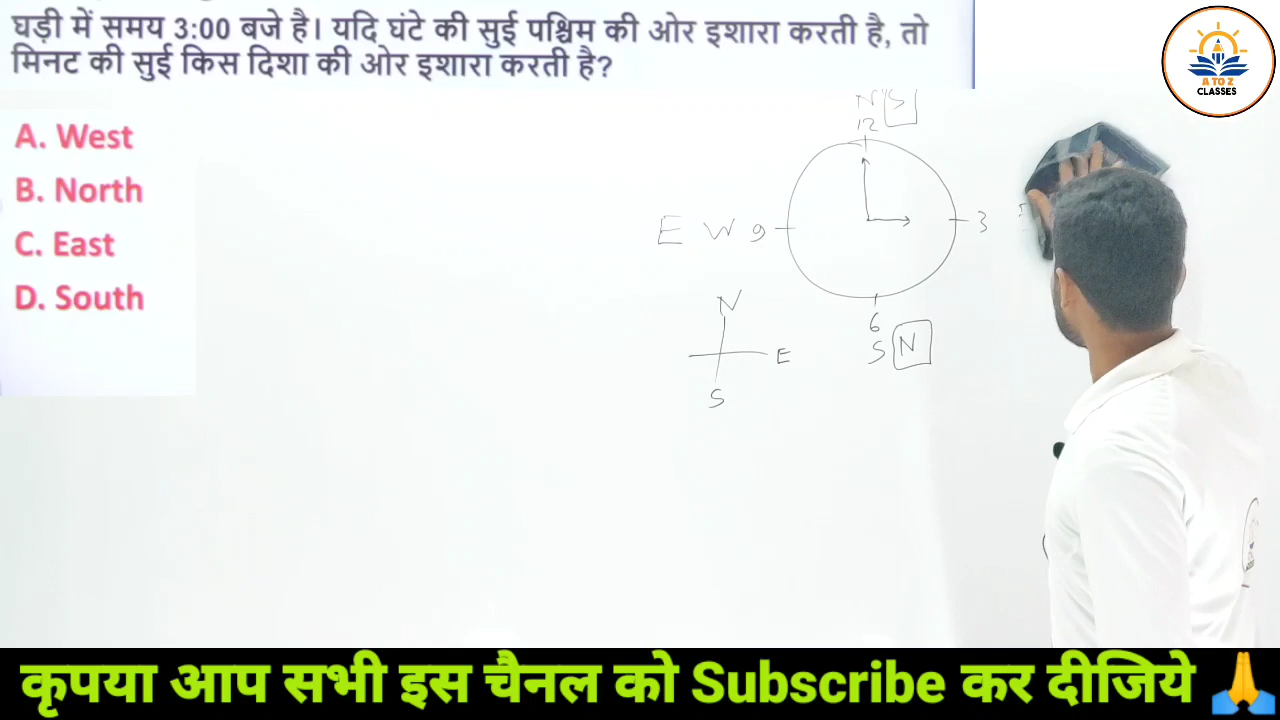 घड़ी में समय 3:00 बजे है। यदि घंटे की सुई पश्चिम की ओर इशारा करती है, तो
मिनट की सुई किस दिशा की ओर इशारा करती है?
A TO Z
CLASSES
A. West
B. North
C. East
D. South
N S
12
E W 9
3
6
S N
N
E
S
कृपया आप सभी इस चैनल को Subscribe कर दीजिये 🙏